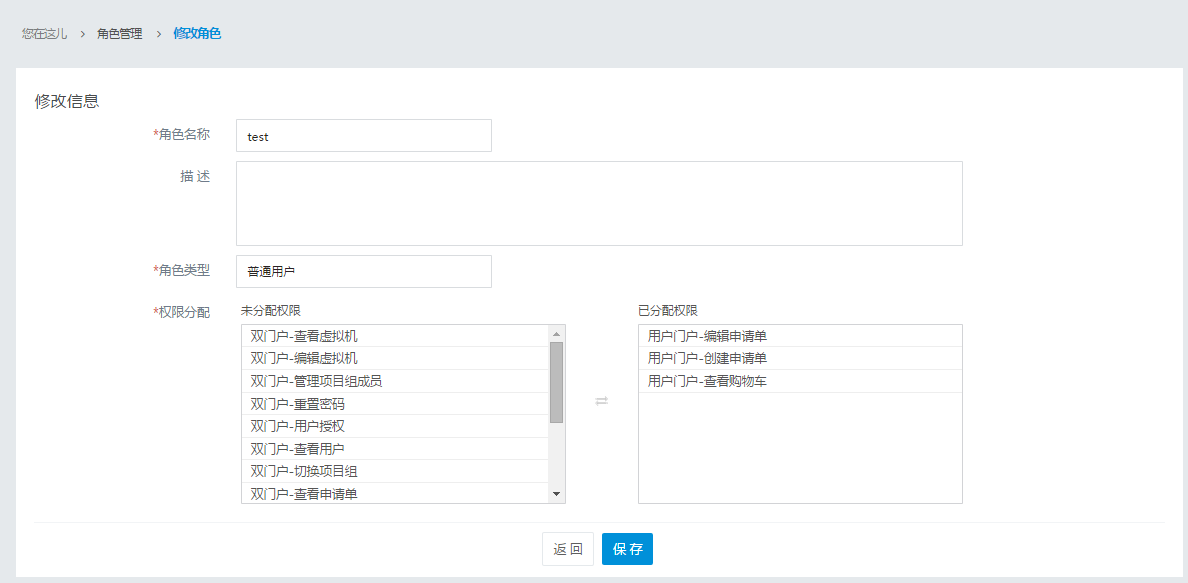 您在这儿 > 角色管理 > 修改角色
修改信息
*角色名称 test
描 述
*角色类型 普通用户
*权限分配 未分配权限 已分配权限
双门户-查看虚拟机 用户门户-编辑申请单
双门户-编辑虚拟机 用户门户-创建申请单
双门户-管理项目组成员 用户门户-查看购物车
双门户-重置密码
双门户-用户授权
双门户-查看用户
双门户-切换项目组
双门户-查看申请单
返 回 保 存